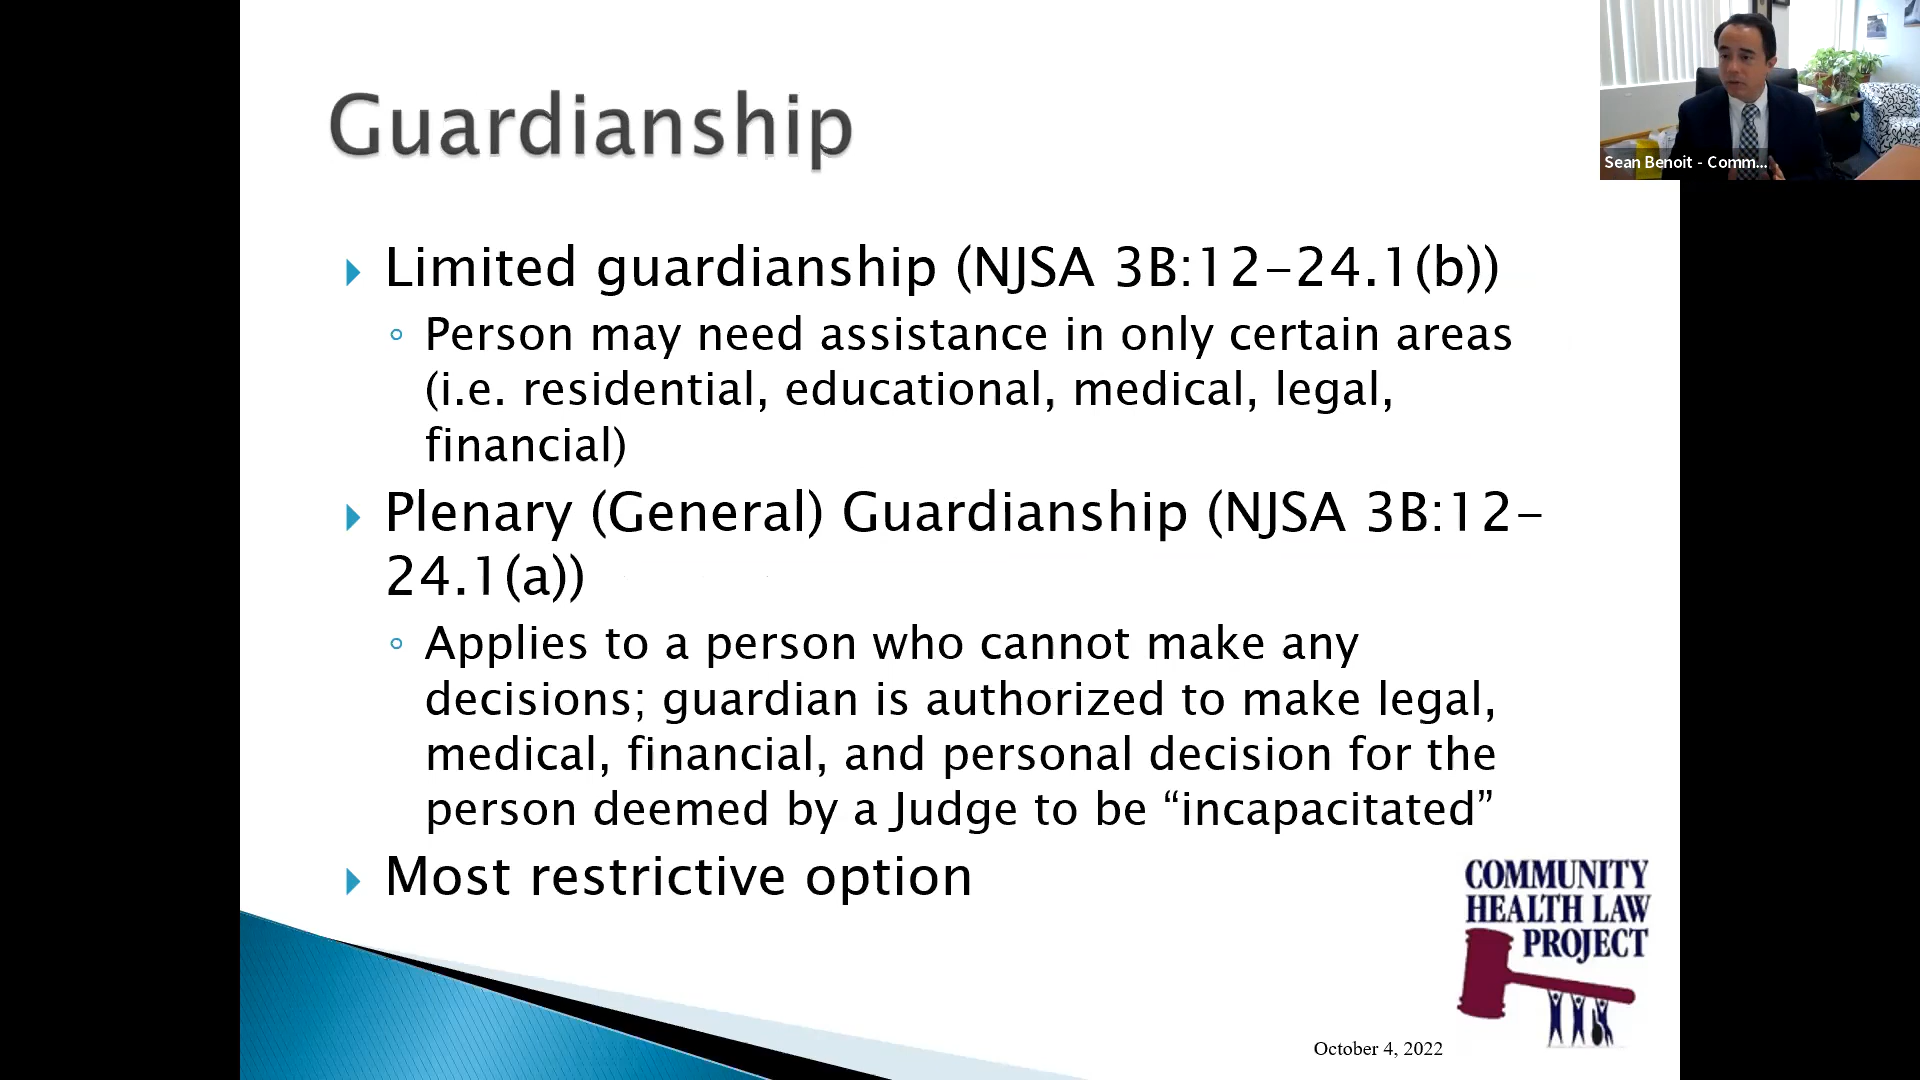 Guardianship
Sean Benoit - Comm...
Limited guardianship (NJSA 3B:12-24.1(b))
Person may need assistance in only certain areas
(i.e. residential, educational, medical, legal,
financial)
Plenary (General) Guardianship (NJSA 3B:12-
24.1(a))
Applies to a person who cannot make any
decisions; guardian is authorized to make legal,
medical, financial, and personal decision for the
person deemed by a Judge to be “incapacitated”
Most restrictive option
COMMUNITY
HEALTH LAW
PROJECT
October 4, 2022